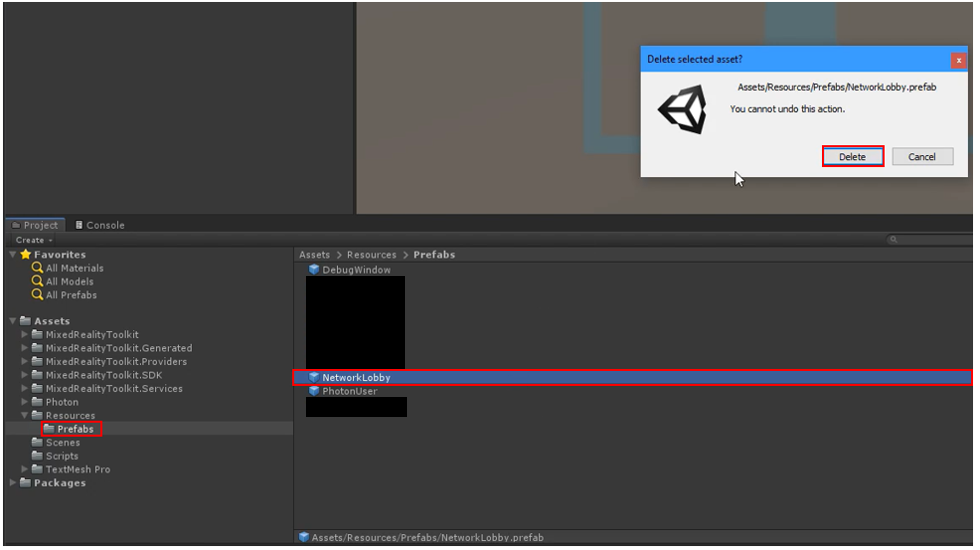 Delete selected asset?
x
Assets/Resources/Prefabs/NetworkLobby.prefab
You cannot undo this action.
Delete
Cancel
Project
Console
Create
Favorites
All Materials
All Models
All Prefabs
Assets
MixedRealityToolkit
MixedRealityToolkit.Generated
MixedRealityToolkit.Providers
MixedRealityToolkit.SDK
MixedRealityToolkit.Services
Photon
Resources
Prefabs
Scenes
Scripts
TextMesh Pro
Packages
Assets > Resources > Prefabs
DebugWindow
NetworkLobby
PhotonUser
Assets/Resources/Prefabs/NetworkLobby.prefab